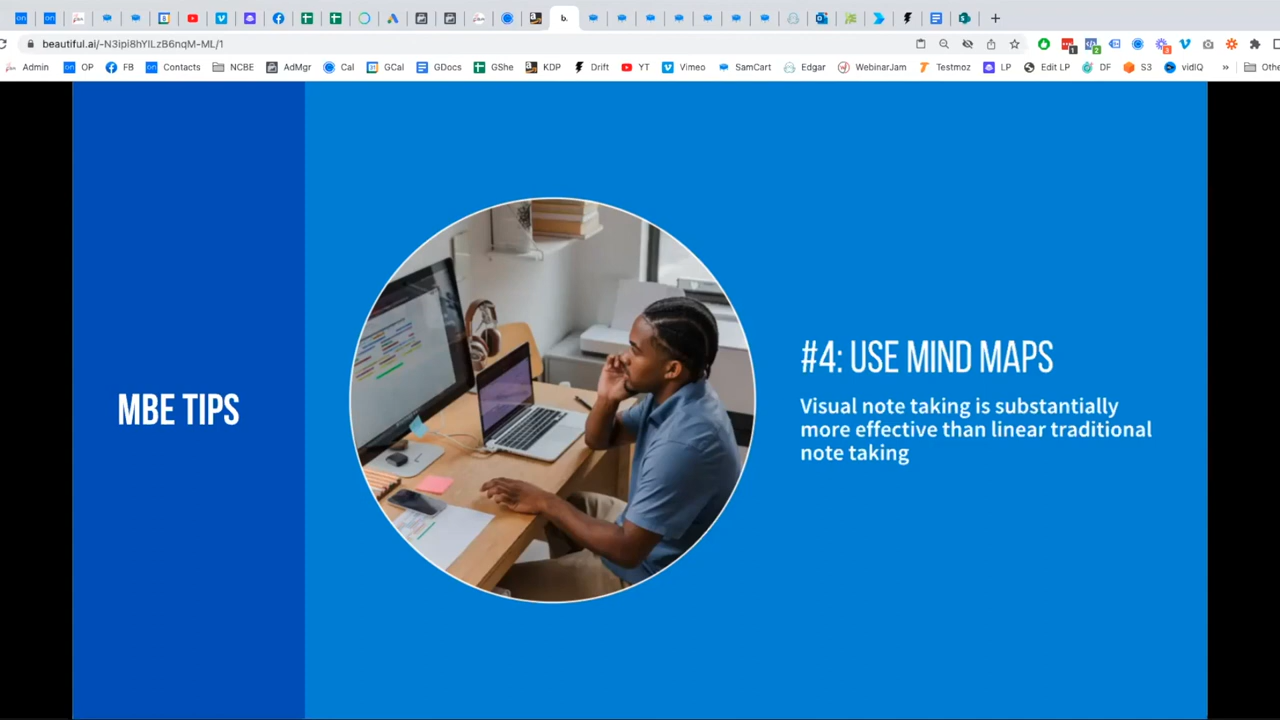 beautiful.ai/-N3ipi8hYILzB6nqM-ML/1
Admin OP FB Contacts NCBE AdMgr Cal GCal GDocs GShe KDP Drift YT Vimeo SamCart Edgar WebinarJam Testmoz LP Edit LP DF S3 vidIQ » Othe
MBE TIPS
#4: USE MIND MAPS
Visual note taking is substantially
more effective than linear traditional
note taking